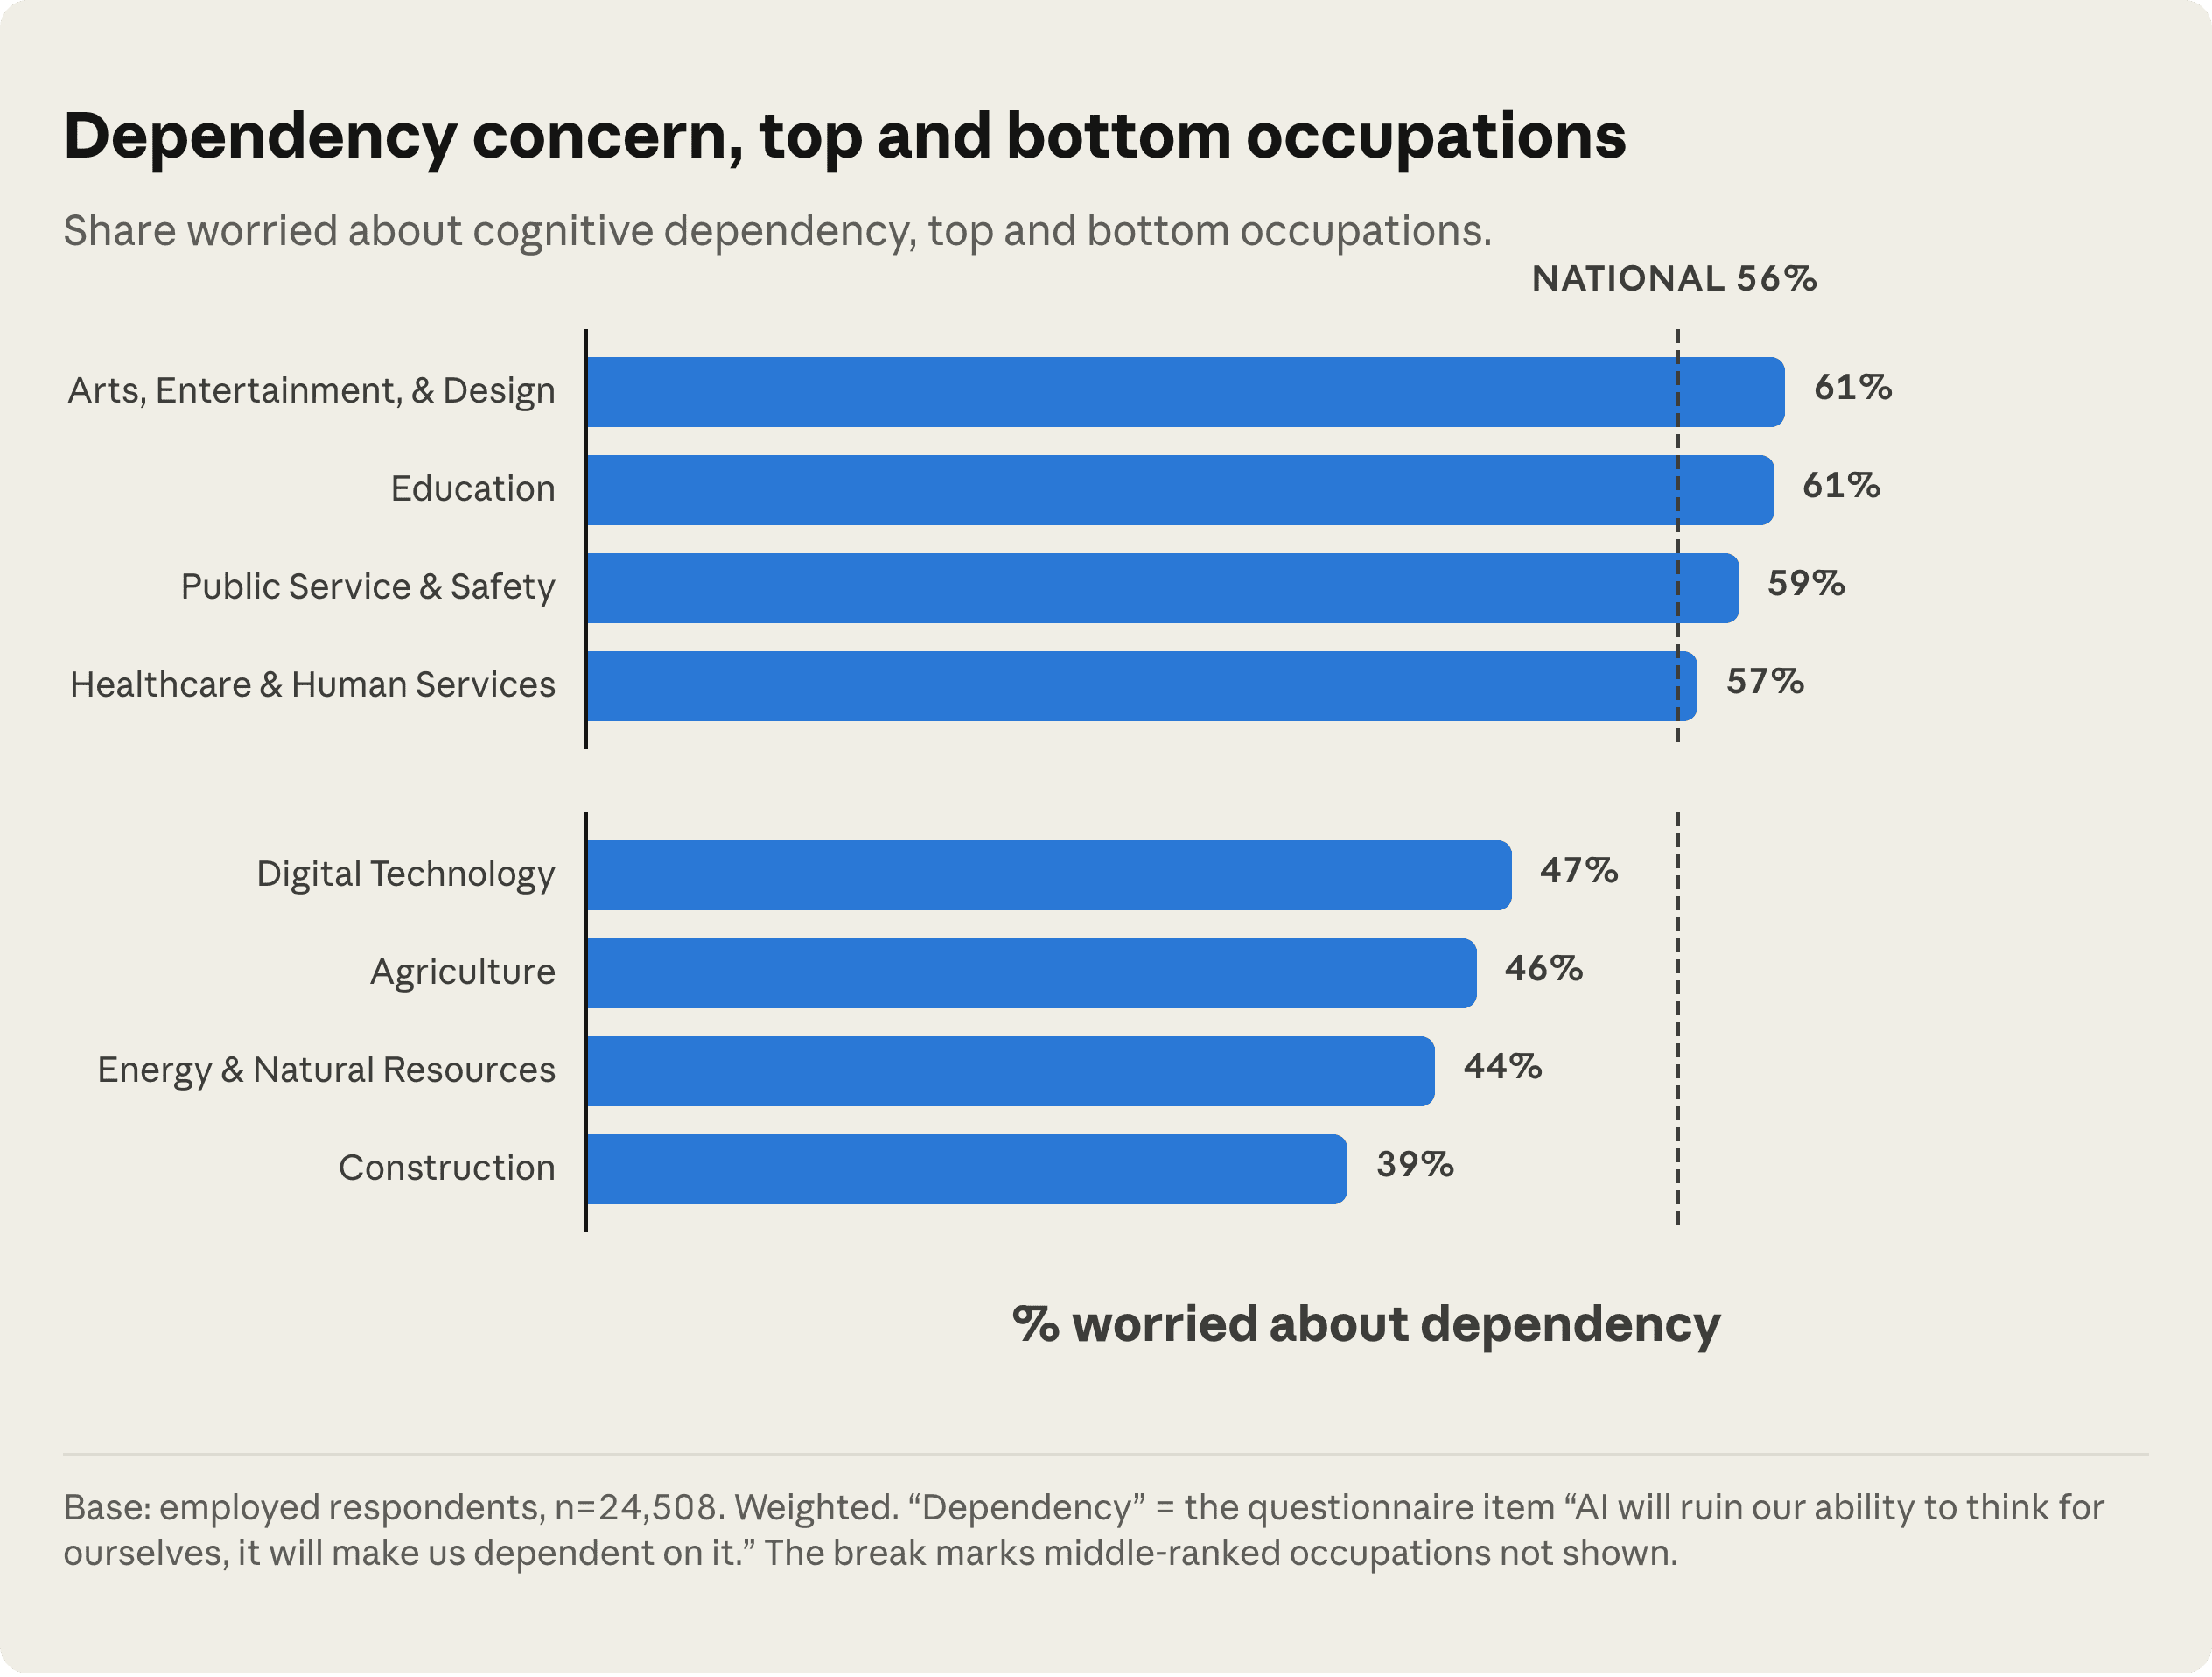 Dependency concern, top and bottom occupations
Share worried about cognitive dependency, top and bottom occupations.
NATIONAL 56%
Arts, Entertainment, & Design 61%
Education 61%
Public Service & Safety 59%
Healthcare & Human Services 57%
Digital Technology 47%
Agriculture 46%
Energy & Natural Resources 44%
Construction 39%
% worried about dependency
Base: employed respondents, n=24,508. Weighted. “Dependency” = the questionnaire item “AI will ruin our ability to think for
ourselves, it will make us dependent on it.” The break marks middle-ranked occupations not shown.